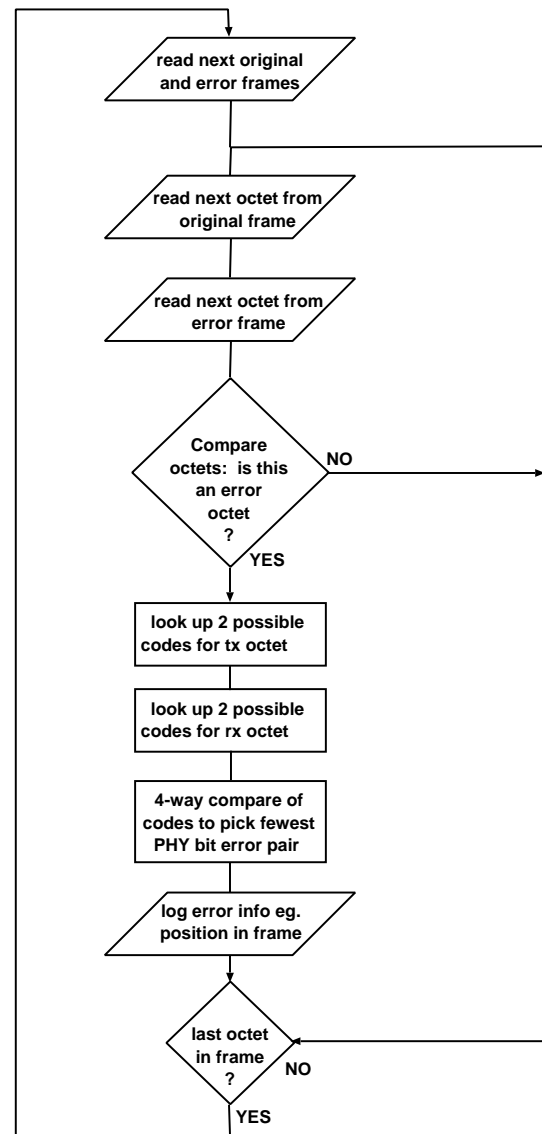 read next original
and error frames
read next octet from
original frame
read next octet from
error frame
Compare
octets: is this
an error
octet
?
NO
YES
look up 2 possible
codes for tx octet
look up 2 possible
codes for rx octet
4-way compare of
codes to pick fewest
PHY bit error pair
log error info eg.
position in frame
last octet
in frame
?
NO
YES